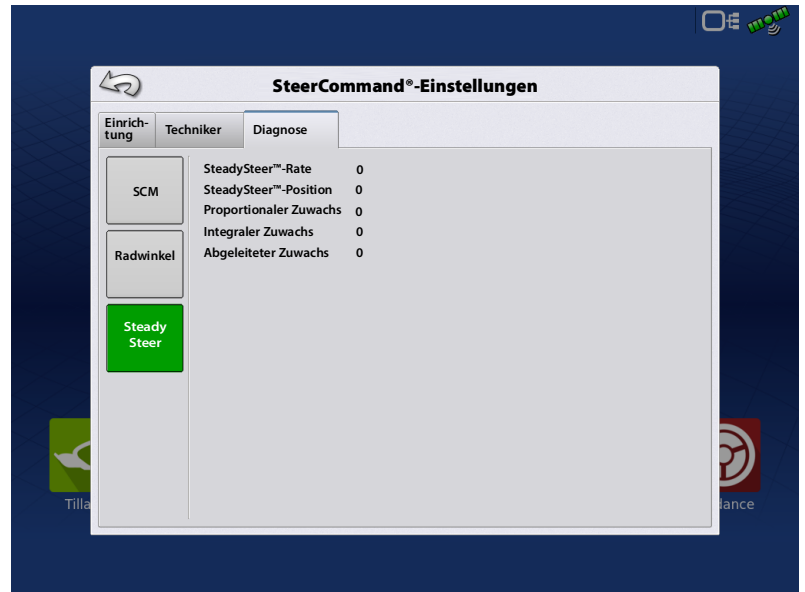 SteerCommand®-Einstellungen
Einrich-
tung
Techniker
Diagnose
SCM
Radwinkel
Steady
Steer
SteadySteer™-Rate 0
SteadySteer™-Position 0
Proportionaler Zuwachs 0
Integraler Zuwachs 0
Abgeleiteter Zuwachs 0
Tilla
dance